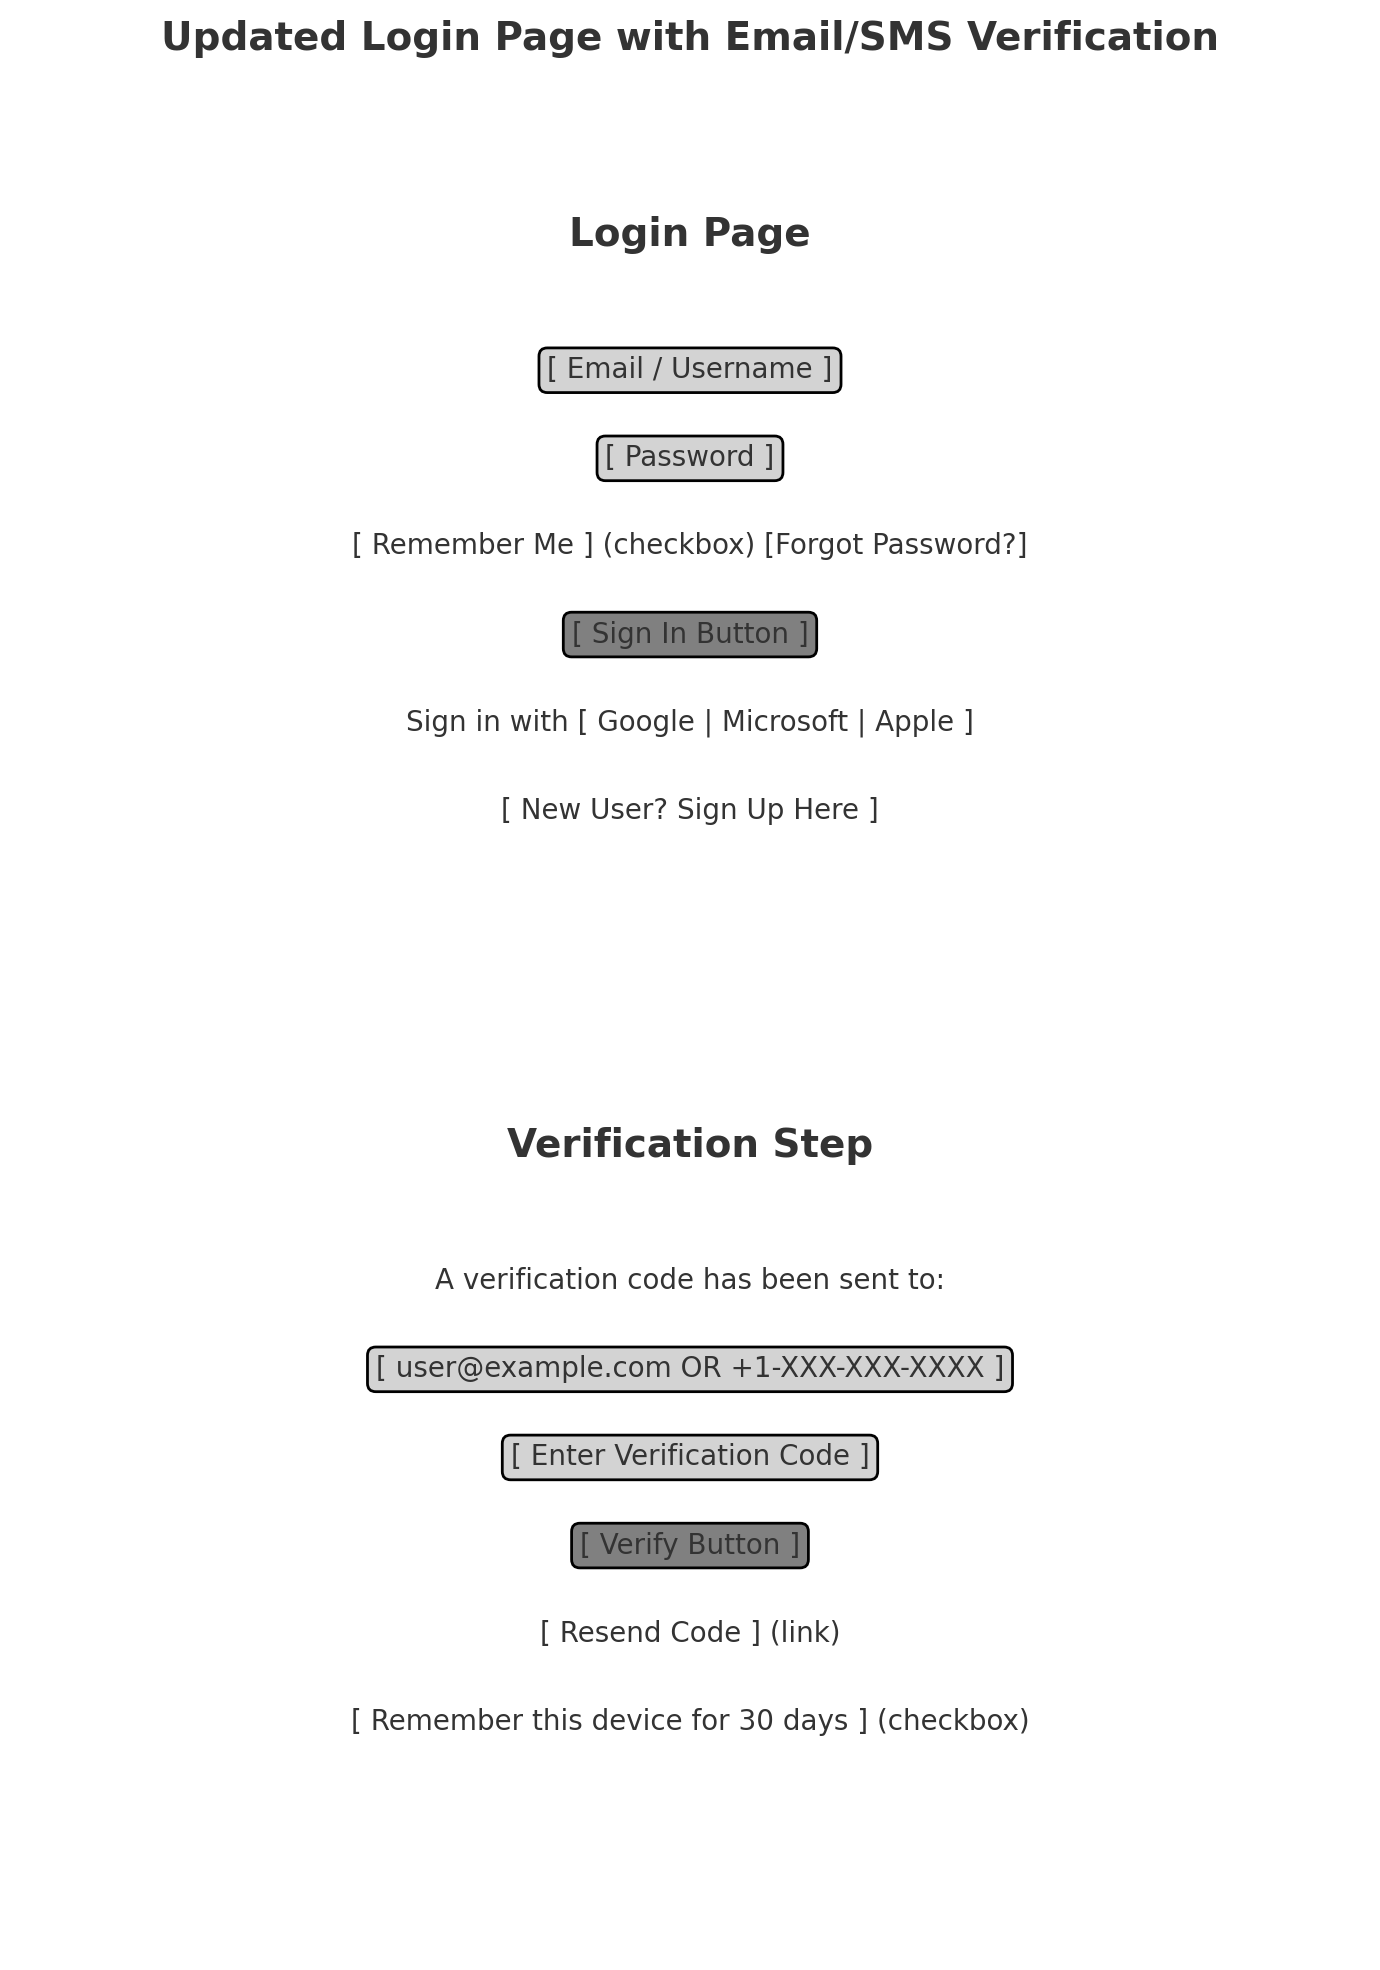 Updated Login Page with Email/SMS Verification
Login Page
[ Email / Username ]
[ Password ]
[ Remember Me ] (checkbox) [Forgot Password?]
[ Sign In Button ]
Sign in with [ Google | Microsoft | Apple ]
[ New User? Sign Up Here ]
Verification Step
A verification code has been sent to:
[ user@example.com OR +1-XXX-XXX-XXXX ]
[ Enter Verification Code ]
[ Verify Button ]
[ Resend Code ] (link)
[ Remember this device for 30 days ] (checkbox)